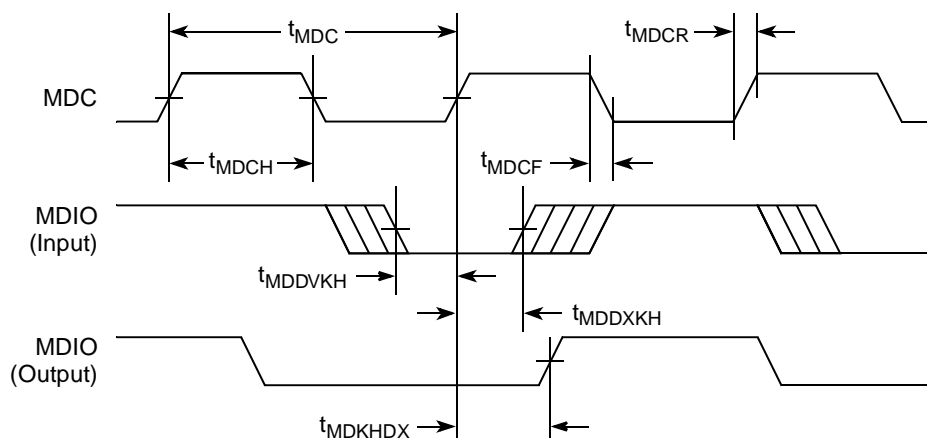 tMDC
tMDCR
MDC
tMDCH
tMDCF
MDIO
(Input)
tMDDVKH
tMDDXKH
MDIO
(Output)
tMDKHDX